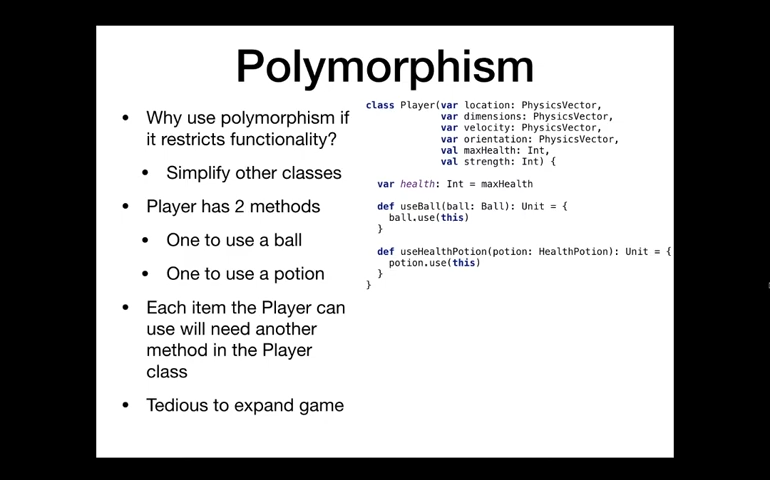 Polymorphism
• Why use polymorphism if
it restricts functionality?
• Simplify other classes
• Player has 2 methods
• One to use a ball
• One to use a potion
• Each item the Player can
use will need another
method in the Player
class
• Tedious to expand game
class Player(var location: PhysicsVector,
var dimensions: PhysicsVector,
var velocity: PhysicsVector,
var orientation: PhysicsVector,
val maxHealth: Int,
val strength: Int) {
var health: Int = maxHealth
def useBall(ball: Ball): Unit = {
ball.use(this)
}
def useHealthPotion(potion: HealthPotion): Unit = {
potion.use(this)
}
}